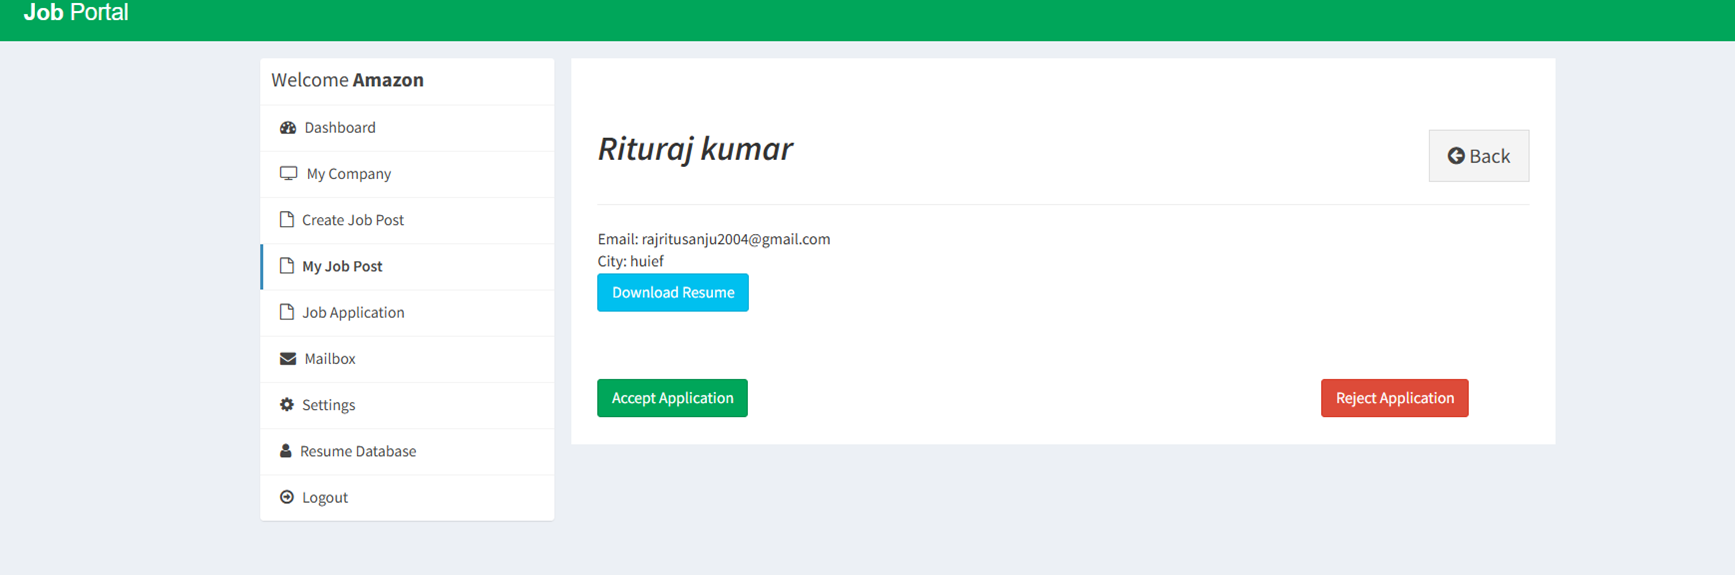 Job Portal
Welcome Amazon
Dashboard
My Company
Create Job Post
My Job Post
Job Application
Mailbox
Settings
Resume Database
Logout
Rituraj kumar
Back
Email: rajritusanju2004@gmail.com
City: huief
Download Resume
Accept Application
Reject Application